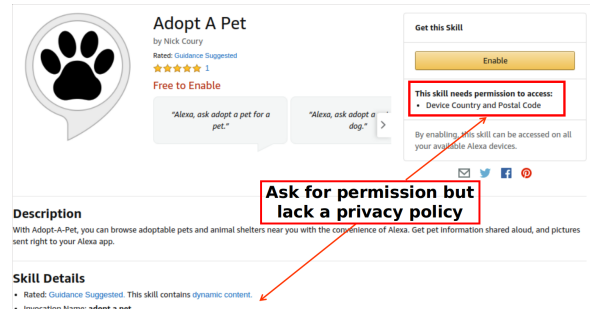 Adopt A Pet
by Nick Coury
Rated: Guidance Suggested
1
Free to Enable
"Alexa, ask adopt a pet for a
pet."
"Alexa, ask adopt a
dog."
Get this Skill
Enable
This skill needs permission to access:
• Device Country and Postal Code
By enabling, this skill can be accessed on all
your available Alexa devices.
Ask for permission but
lack a privacy policy
Description
With Adopt-A-Pet, you can browse adoptable pets and animal shelters near you with the convenience of Alexa. Get pet information shared aloud, and pictures
sent right to your Alexa app.
Skill Details
• Rated: Guidance Suggested. This skill contains dynamic content.
• Invocation Name: adopt a pet